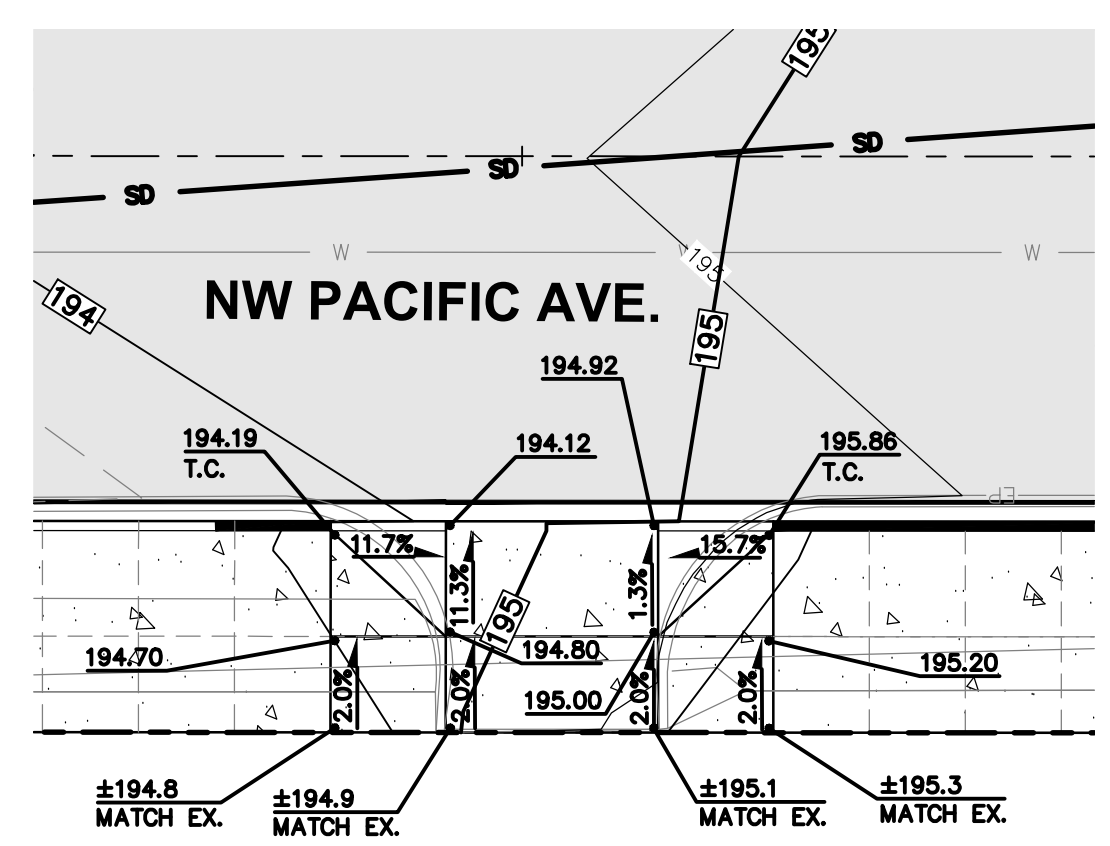 195
SD
SD
SD
W
W
W
195
194
NW PACIFIC AVE.
195
194.92
194.19
T.C.
194.12
195.86
T.C.
EP
11.7%
15.7%
11.3%
1.3%
195
194.70
194.80
195.20
195.00
2.0%
2.0%
2.0%
2.0%
±194.8
MATCH EX.
±194.9
MATCH EX.
±195.1
MATCH EX.
±195.3
MATCH EX.